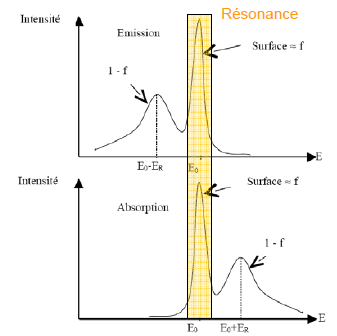 Résonance
Intensité
Emission
Surface ≈ f
1 - f
E0-ER
E0
E
Intensité
Surface ≈ f
Absorption
1 - f
E0
E0+ER
E